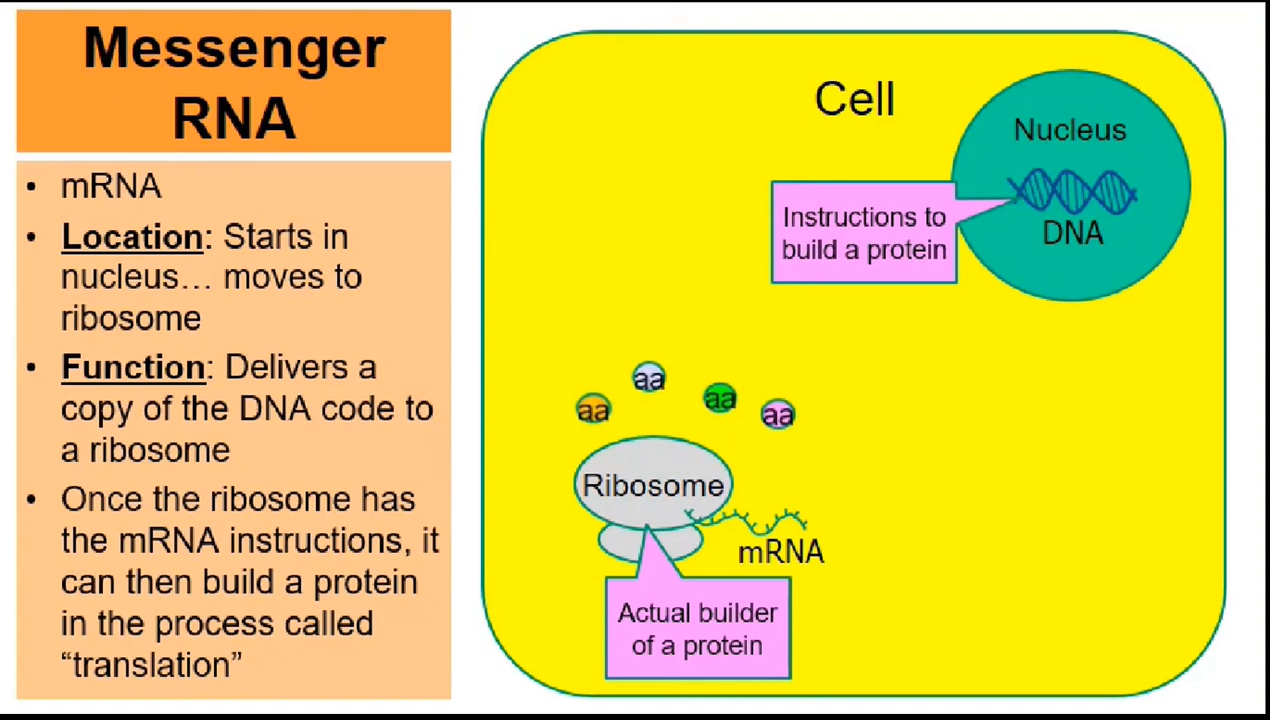 Messenger
RNA
• mRNA
• Location: Starts in
nucleus… moves to
ribosome
• Function: Delivers a
copy of the DNA code to
a ribosome
• Once the ribosome has
the mRNA instructions, it
can then build a protein
in the process called
“translation”
Cell
Nucleus
DNA
Instructions to
build a protein
aa
aa
aa
aa
Ribosome
mRNA
Actual builder
of a protein